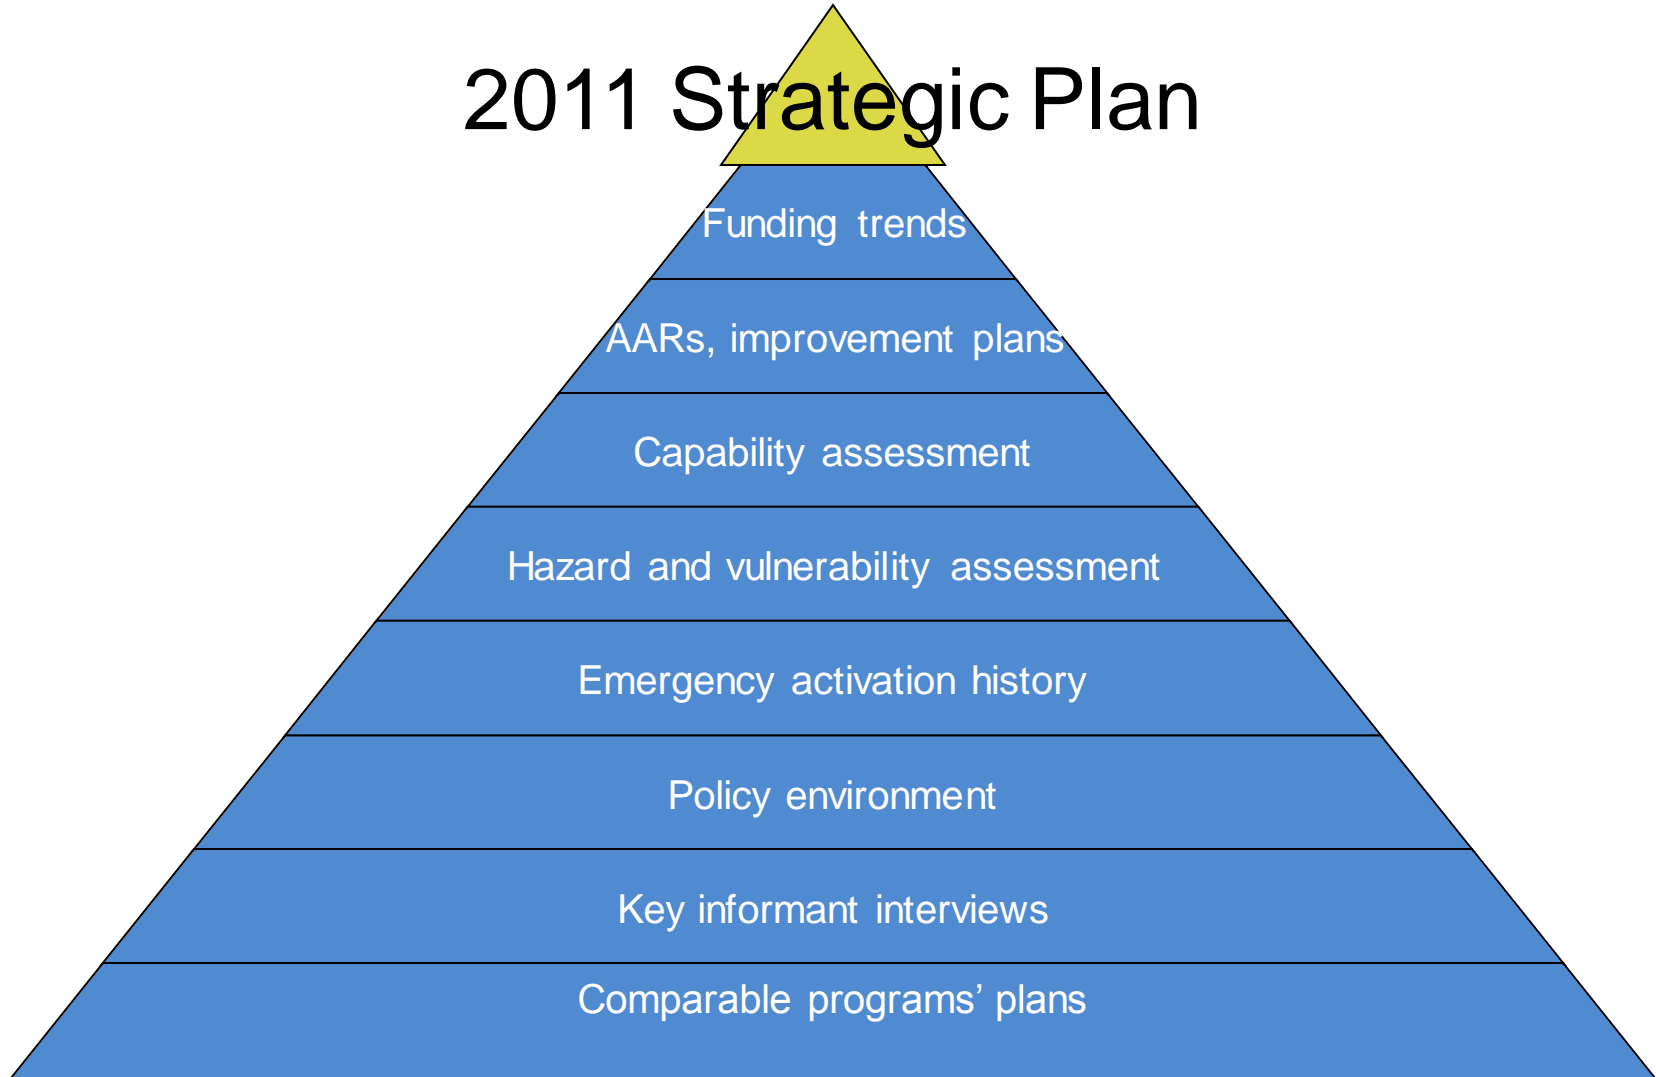 2011 Strategic Plan
Funding trends
AARs, improvement plans
Capability assessment
Hazard and vulnerability assessment
Emergency activation history
Policy environment
Key informant interviews
Comparable programs’ plans